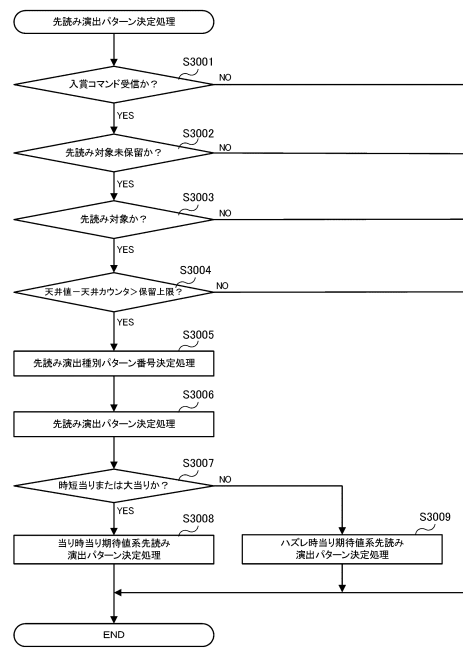 先読み演出パターン決定処理
S3001
入賞コマンド受信か？
NO
YES
S3002
先読み対象未保留か？
NO
YES
S3003
先読み対象か？
NO
YES
S3004
天井値－天井カウンタ＞保留上限？
NO
YES
S3005
先読み演出種別パターン番号決定処理
S3006
先読み演出パターン決定処理
S3007
時短当りまたは大当りか？
NO
YES
S3008
当り時当り期待値系先読み
演出パターン決定処理
S3009
ハズレ時当り期待値系先読み
演出パターン決定処理
END